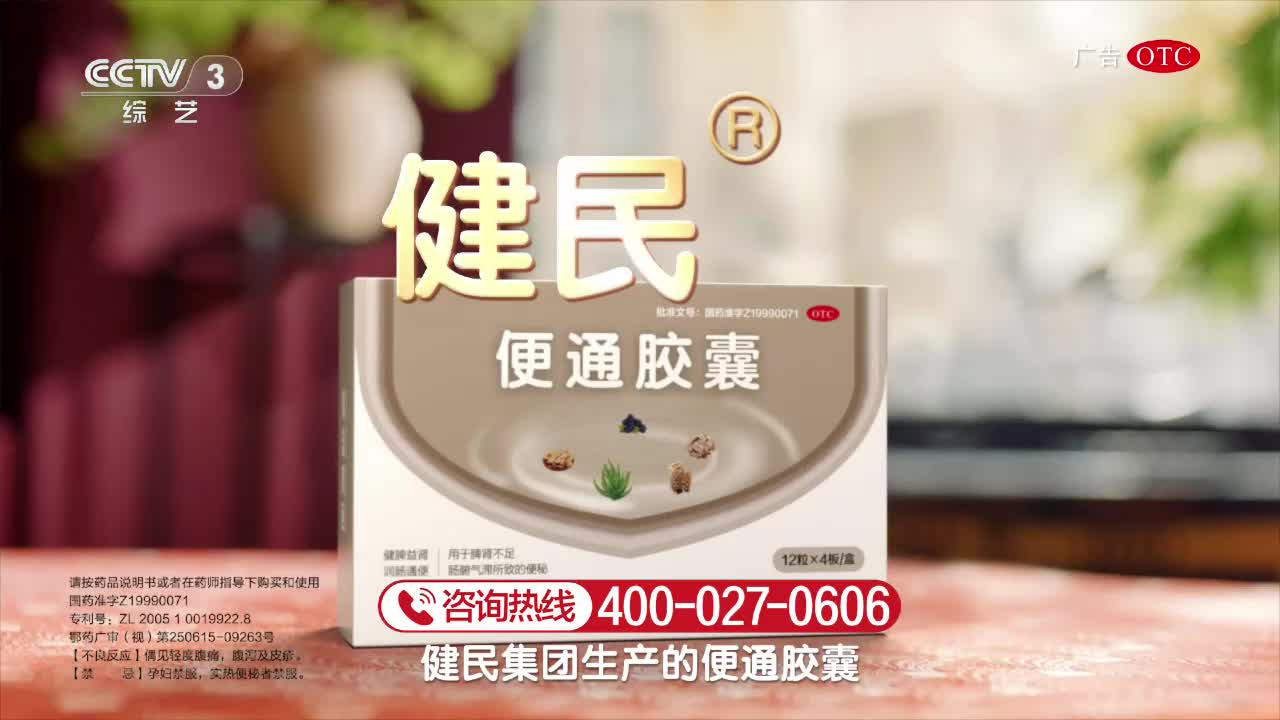 CCTV 3
综艺
广告 OTC
健民®
批准文号：国药准字Z19990071 OTC
便通胶囊
健脾益肾 用于脾肾不足
润肠通便 肠腑气滞所致的便秘
12粒×4板/盒
请按药品说明书或者在药师指导下购买和使用
国药准字Z19990071
专利号：ZL 2005 1 0019922.8
鄂药广审（视）第250615-09263号
【不良反应】偶见轻度腹痛，腹泻及皮疹。
【禁 忌】孕妇禁服，实热便秘者禁服。
咨询热线 400-027-0606
健民集团生产的便通胶囊